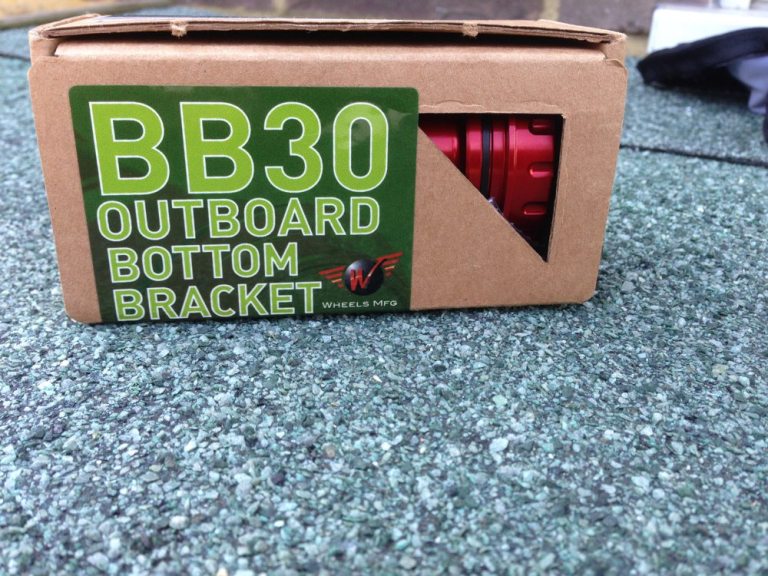 BB30
OUTBOARD
BOTTOM
BRACKET
W
WHEELS MFG